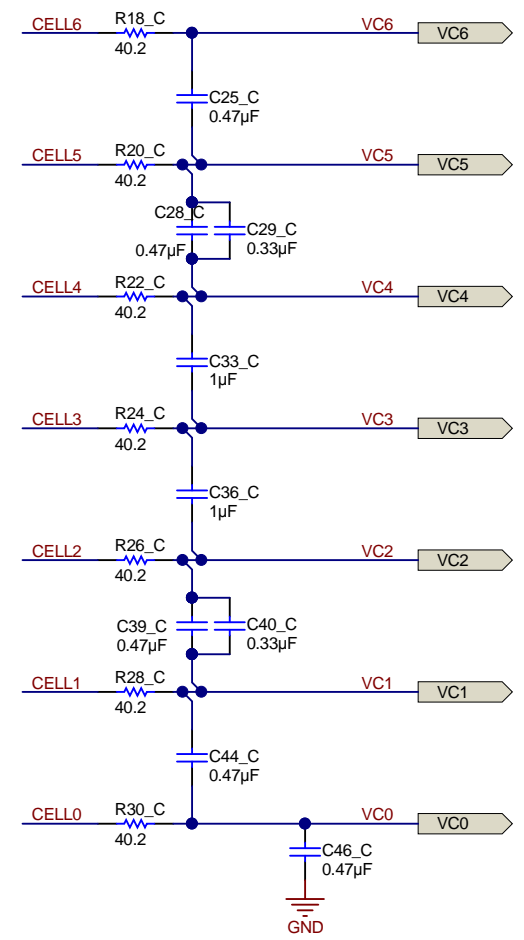 R18_C
CELL6
VC6
VC6
40.2
C25_C
0.47µF
R20_C
CELL5
VC5
VC5
40.2
C28_C
C29_C
0.47µF
0.33µF
R22_C
CELL4
VC4
VC4
40.2
C33_C
1µF
R24_C
CELL3
VC3
VC3
40.2
C36_C
1µF
R26_C
CELL2
VC2
VC2
40.2
C39_C
C40_C
0.47µF
0.33µF
R28_C
CELL1
VC1
VC1
40.2
C44_C
0.47µF
R30_C
CELL0
VC0
VC0
40.2
C46_C
0.47µF
GND